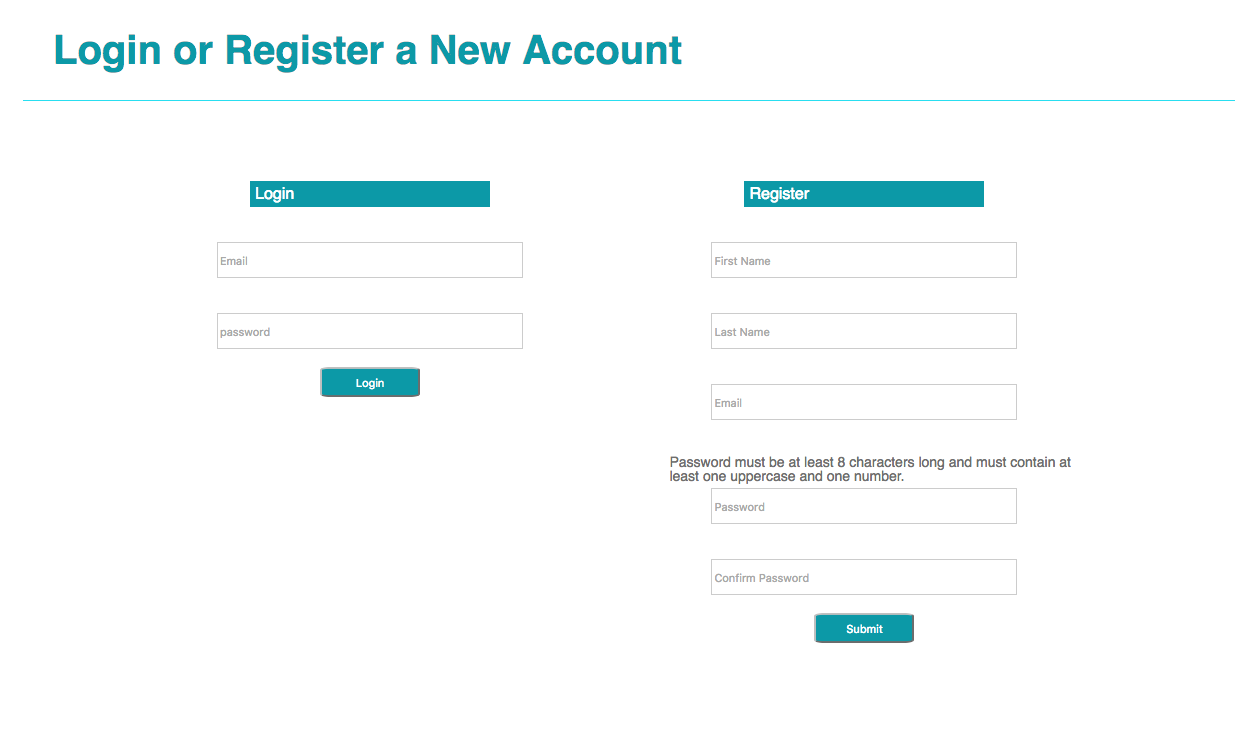 Login or Register a New Account
Login
Email
password
Login
Register
First Name
Last Name
Email
Password must be at least 8 characters long and must contain at
least one uppercase and one number.
Password
Confirm Password
Submit